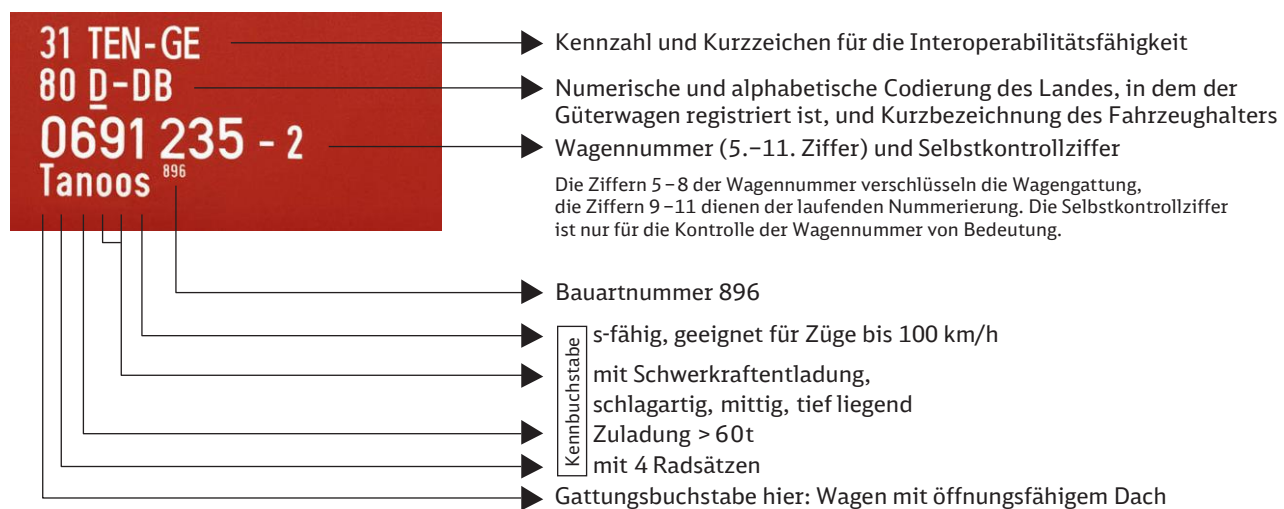 31 TEN-GE
80 D-DB
0691 235 - 2
Tanoos 896
Kennzahl und Kurzzeichen für die Interoperabilitätsfähigkeit
Numerische und alphabetische Codierung des Landes, in dem der
Güterwagen registriert ist, und Kurzbezeichnung des Fahrzeughalters
Wagennummer (5.–11. Ziffer) und Selbstkontrollziffer
Die Ziffern 5–8 der Wagennummer verschlüsseln die Wagengattung,
die Ziffern 9–11 dienen der laufenden Nummerierung. Die Selbstkontrollziffer
ist nur für die Kontrolle der Wagennummer von Bedeutung.
Bauartnummer 896
Kennbuchstabe
s-fähig, geeignet für Züge bis 100 km/h
mit Schwerkraftentladung,
schlagartig, mittig, tief liegend
Zuladung > 60t
mit 4 Radsätzen
Gattungsbuchstabe hier: Wagen mit öffnungsfähigem Dach